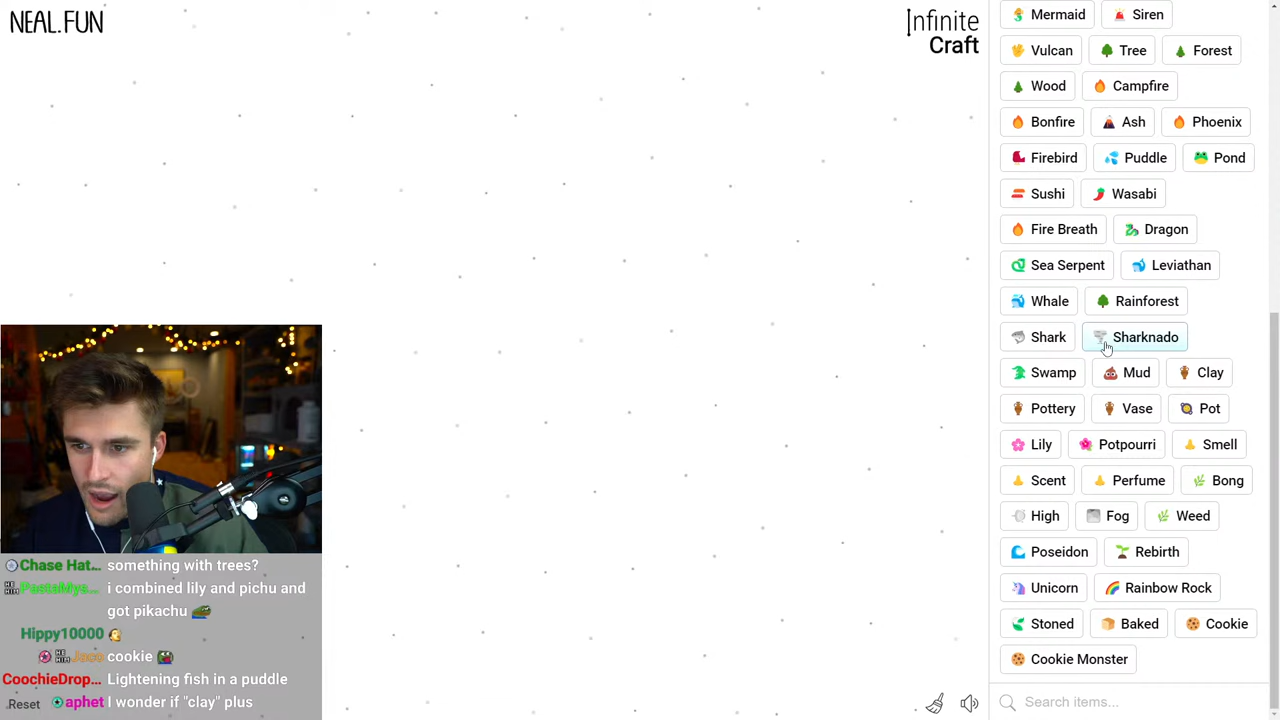 NEAL.FUN
Infinite
Craft
Mermaid Siren
Vulcan Tree Forest
Wood Campfire
Bonfire Ash Phoenix
Firebird Puddle Pond
Sushi Wasabi
Fire Breath Dragon
Sea Serpent Leviathan
Whale Rainforest
Shark Sharknado
Swamp Mud Clay
Pottery Vase Pot
Lily Potpourri Smell
Scent Perfume Bong
High Fog Weed
Poseidon Rebirth
Unicorn Rainbow Rock
Stoned Baked Cookie
Cookie Monster
Search items...
Chase Hat... something with trees?
PastaMys... i combined lily and pichu and
got pikachu
Hippy10000
cookie
CoochieDrop... Lightening fish in a puddle
Reset aphet I wonder if "clay" plus